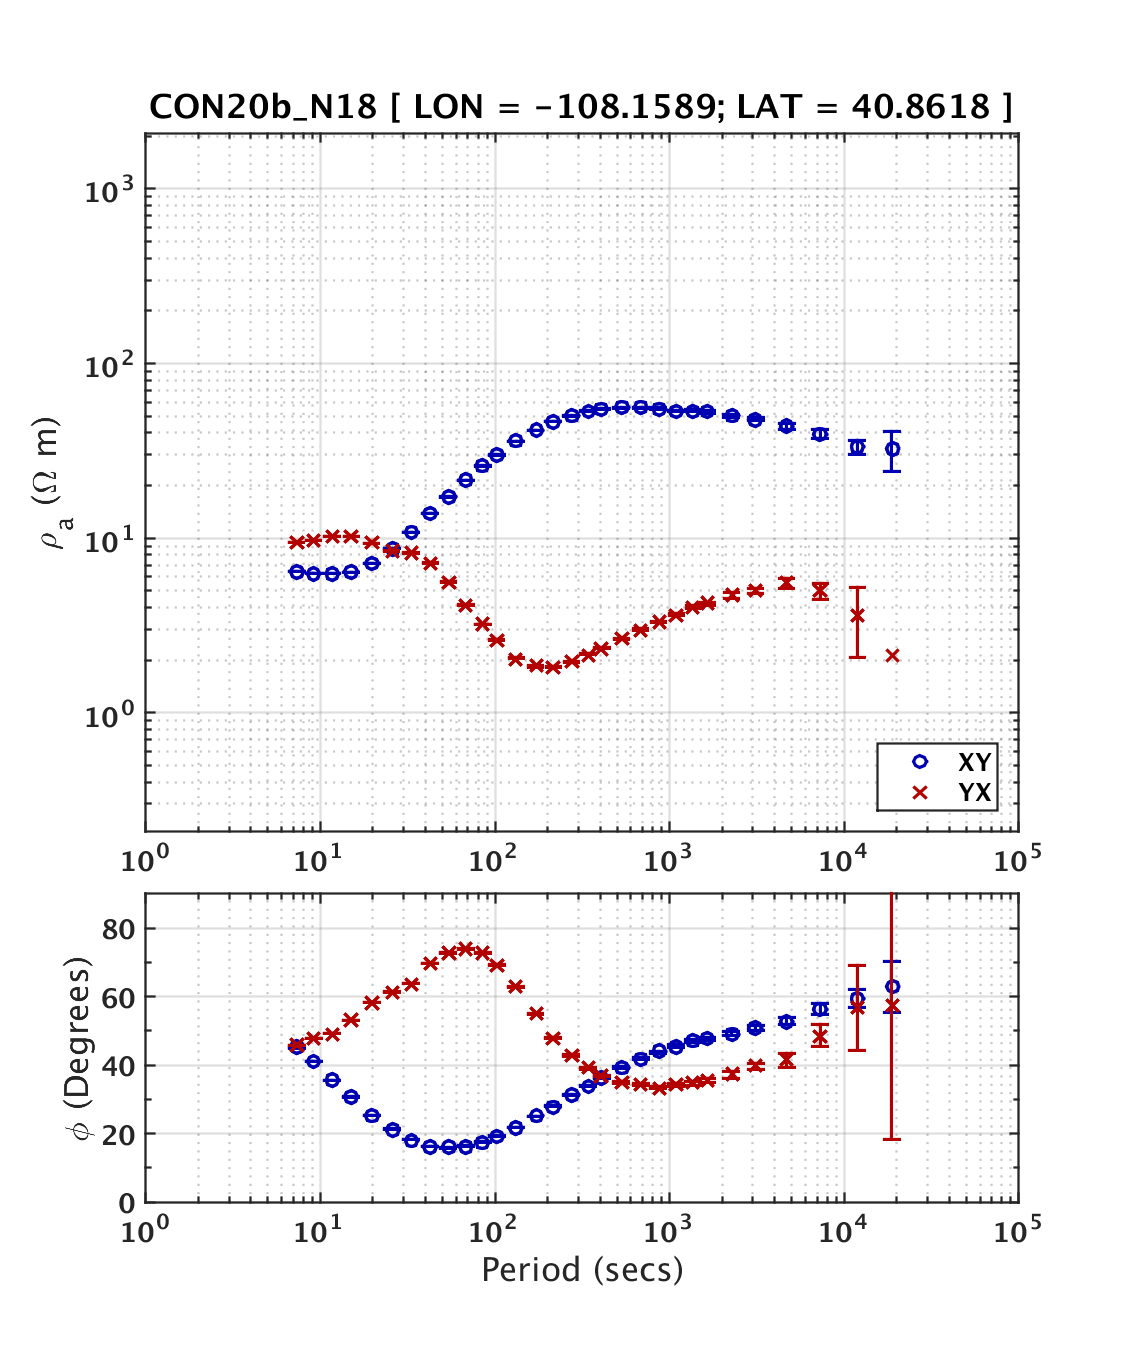 CON20b_N18 [ LON = -108.1589; LAT = 40.8618 ]
10³
10²
10¹
10⁰
ρₐ (Ω m)
XY
YX
10⁰ 10¹ 10² 10³ 10⁴ 10⁵
80
60
40
20
0
ϕ (Degrees)
10⁰ 10¹ 10² 10³ 10⁴ 10⁵
Period (secs)